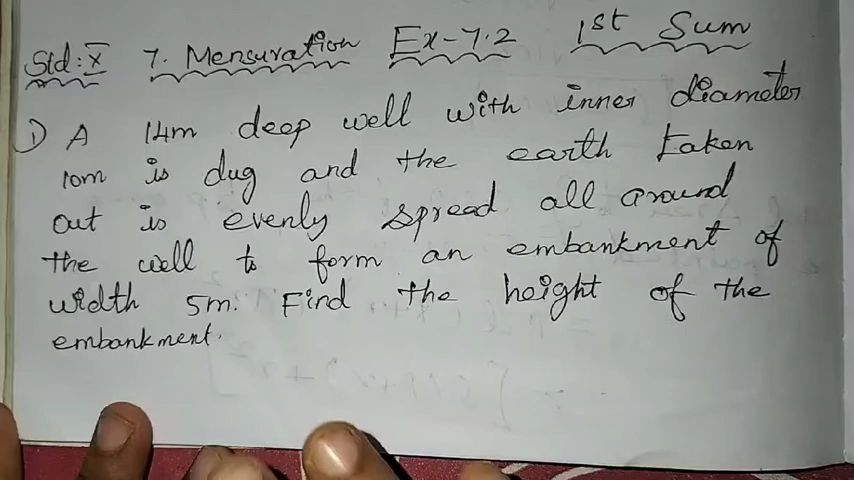 Std: X 7. Mensuration Ex-7.2 1st Sum
1) A 14m deep well with inner diameter
10m is dug and the earth taken
out is evenly spread all around
the well to form an embankment of
width 5m. Find the height of the
embankment.